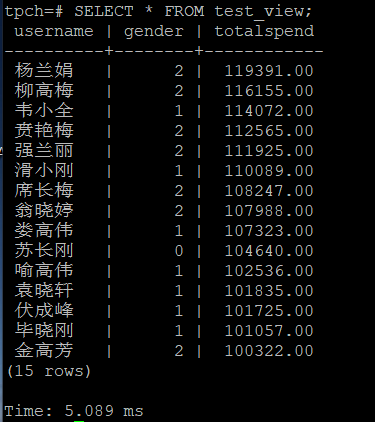 tpch=# SELECT * FROM test_view;
 username | gender | totalspend
----------+--------+------------
 杨兰娟   |      2 |  119391.00
 柳高梅   |      2 |  116155.00
 韦小全   |      1 |  114072.00
 贲艳梅   |      2 |  112565.00
 强兰丽   |      2 |  111925.00
 滑小刚   |      1 |  110089.00
 席长梅   |      2 |  108247.00
 翁晓婷   |      2 |  107988.00
 娄高伟   |      1 |  107323.00
 苏长刚   |      0 |  104640.00
 喻高伟   |      1 |  102536.00
 袁晓轩   |      1 |  101835.00
 伏成峰   |      1 |  101725.00
 毕晓刚   |      1 |  101057.00
 金高芳   |      2 |  100322.00
(15 rows)
Time: 5.089 ms